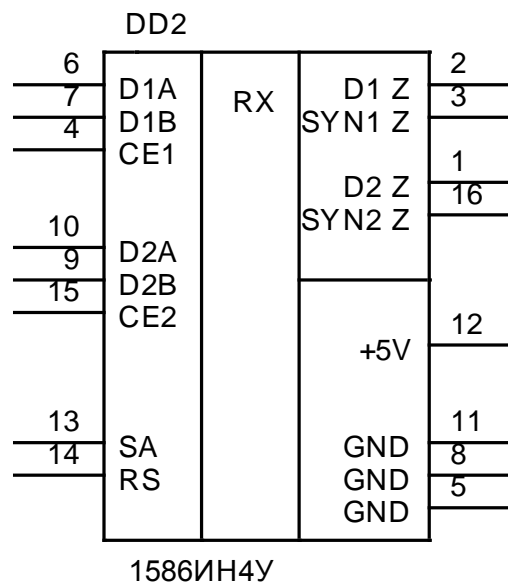 DD2
6 D1A RX D1 Z 2
7 D1B SYN1 Z 3
4 CE1
D2 Z 1
SYN2 Z 16
10 D2A
9 D2B
15 CE2
+5V 12
13 SA GND 11
14 RS GND 8
GND 5
1586ИН4У